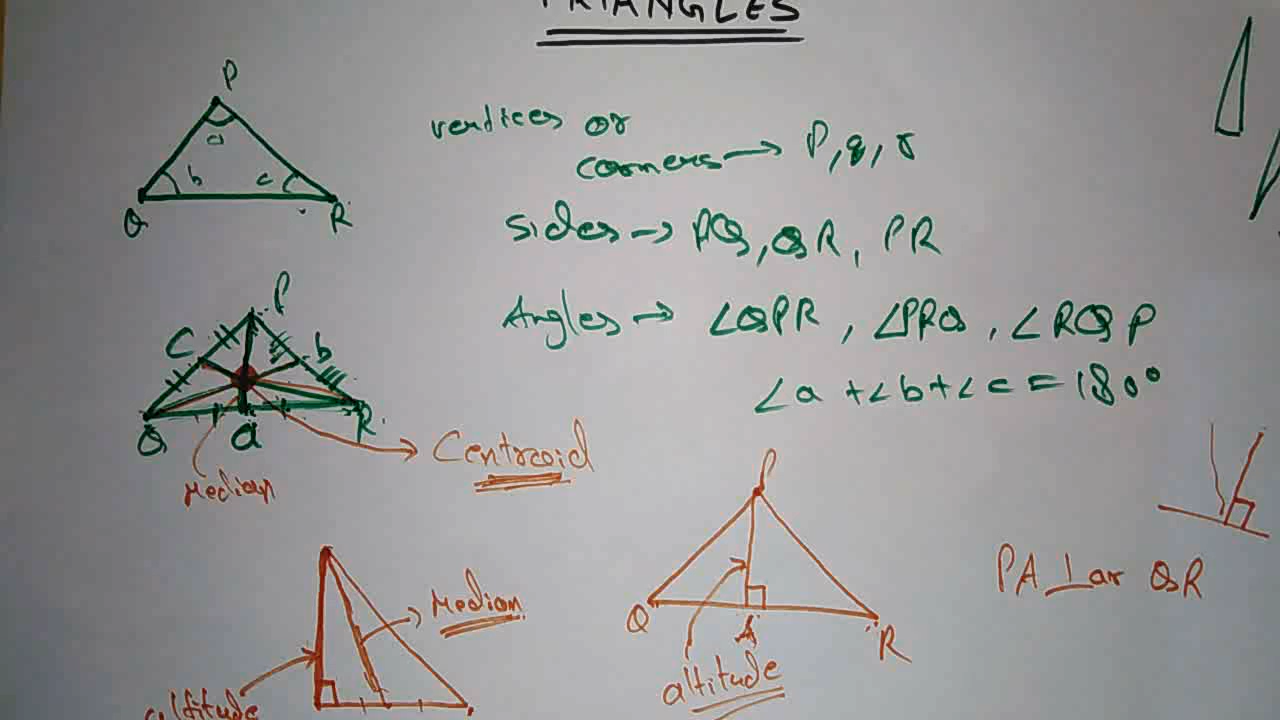 TRIANGLES
P
a
b
c
Q
R
vertices or
corners → P, q, r
Sides → PQ, QR, PR
Angles → ∠QPR, ∠PRQ, ∠RQP
∠a + ∠b + ∠c = 180°
P
C
b
Q
a
R
Median
Centroid
P
Q
A
R
altitude
PA ⊥ar QR
Median
altitude